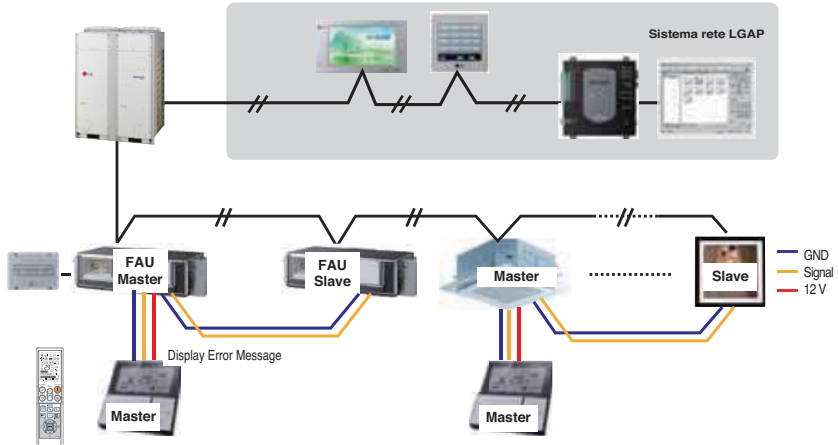 Sistema rete LGAP
FAU
Master
FAU
Slave
Master
Slave
GND
Signal
12 V
Display Error Message
Master
Master